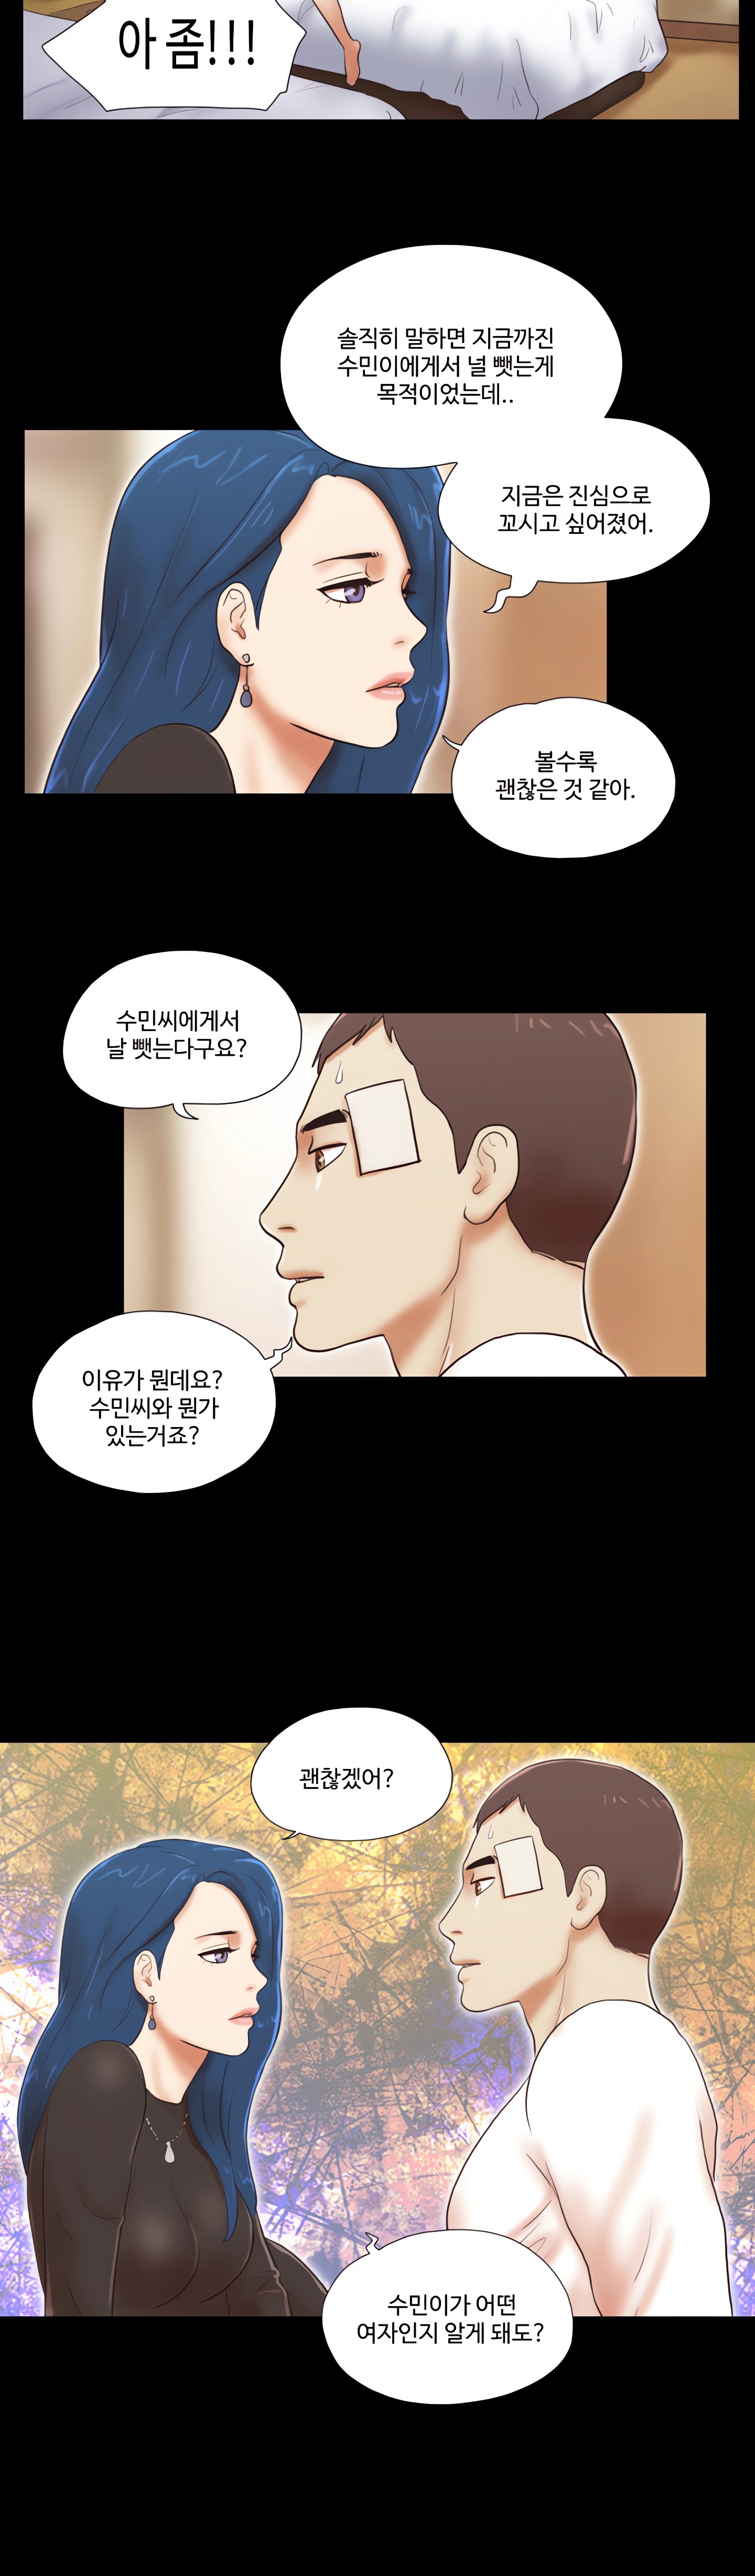 아 좀!!!
솔직히 말하면 지금까진
수민이에게서 널 뺏는게
목적이었는데..
지금은 진심으로
꼬시고 싶어졌어.
볼수록
괜찮은 것 같아.
수민씨에게서
날 뺏는다구요?
이유가 뭔데요?
수민씨와 뭔가
있는거죠?
괜찮겠어?
수민이가 어떤
여자인지 알게 돼도?